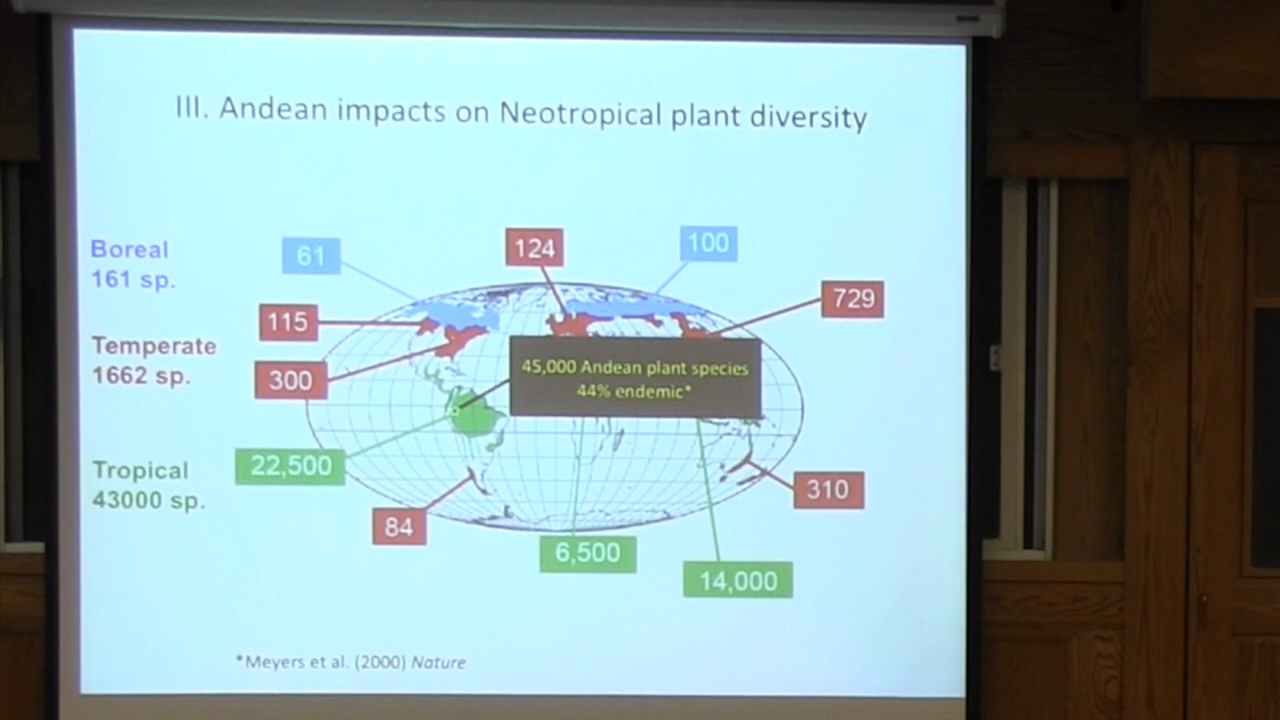 III. Andean impacts on Neotropical plant diversity
Boreal
161 sp.
61
124
100
115
729
Temperate
1662 sp.
300
45,000 Andean plant species
44% endemic*
Tropical
43000 sp.
22,500
310
84
6,500
14,000
*Meyers et al. (2000) Nature